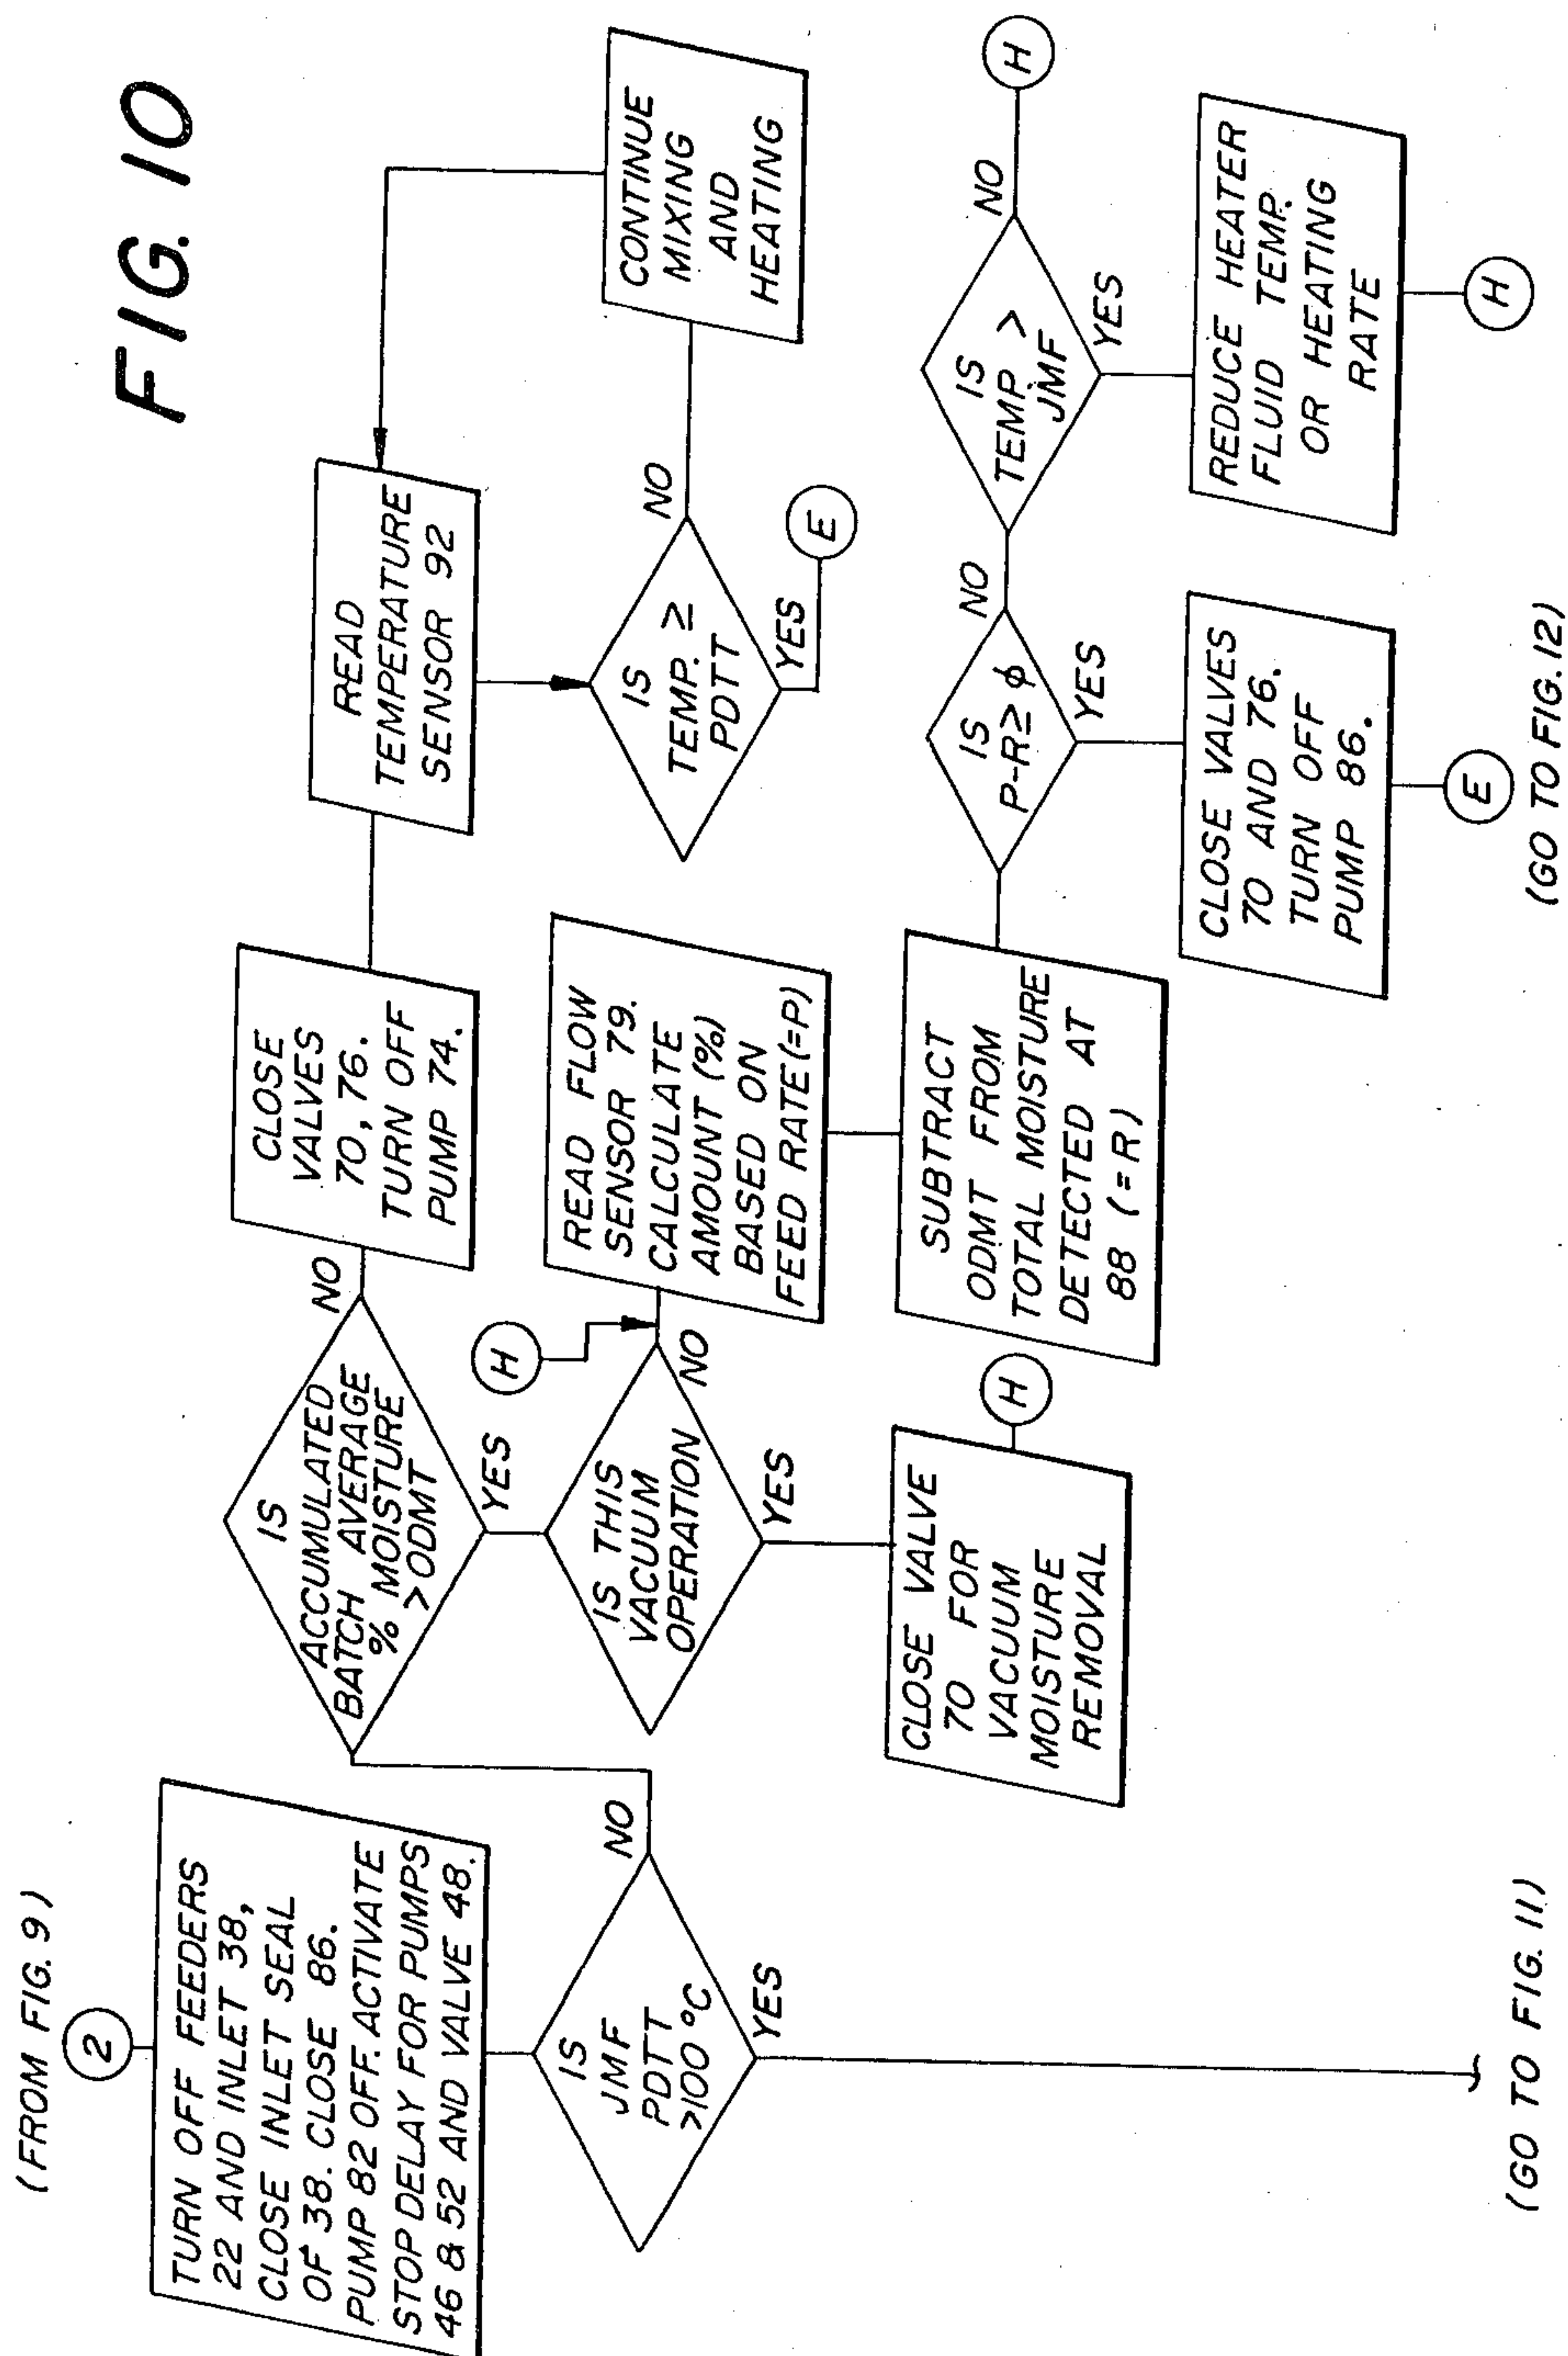 FIG. 10
(FROM FIG. 9)
2
TURN OFF FEEDERS
22 AND INLET 38,
CLOSE INLET SEAL
OF 38. CLOSE 86.
PUMP 82 OFF. ACTIVATE
STOP DELAY FOR PUMPS
46 & 52 AND VALVE 48.
IS
JMF
PDTT
>100 °C
NO
YES
(GO TO FIG. 11)
IS
ACCUMULATED
BATCH AVERAGE
% MOISTURE
>ODMT
NO
YES
CLOSE
VALVES
70, 76.
TURN OFF
PUMP 74.
READ
TEMPERATURE
SENSOR 92
IS
TEMP. ≥
PDTT
NO
YES
E
CONTINUE
MIXING
AND
HEATING
IS THIS
VACUUM
OPERATION
NO
YES
H
CLOSE VALVE
70 FOR
VACUUM
MOISTURE
REMOVAL
H
READ FLOW
SENSOR 79.
CALCULATE
AMOUNT (%)
BASED ON
FEED RATE (=P)
SUBTRACT
ODMT FROM
TOTAL MOISTURE
DETECTED AT
88 (=R)
IS
P-R≥ ϕ
NO
YES
CLOSE VALVES
70 AND 76.
TURN OFF
PUMP 86.
E
(GO TO FIG. 12)
IS
TEMP. >
JMF
NO
H
YES
REDUCE HEATER
FLUID TEMP.
OR HEATING
RATE
H